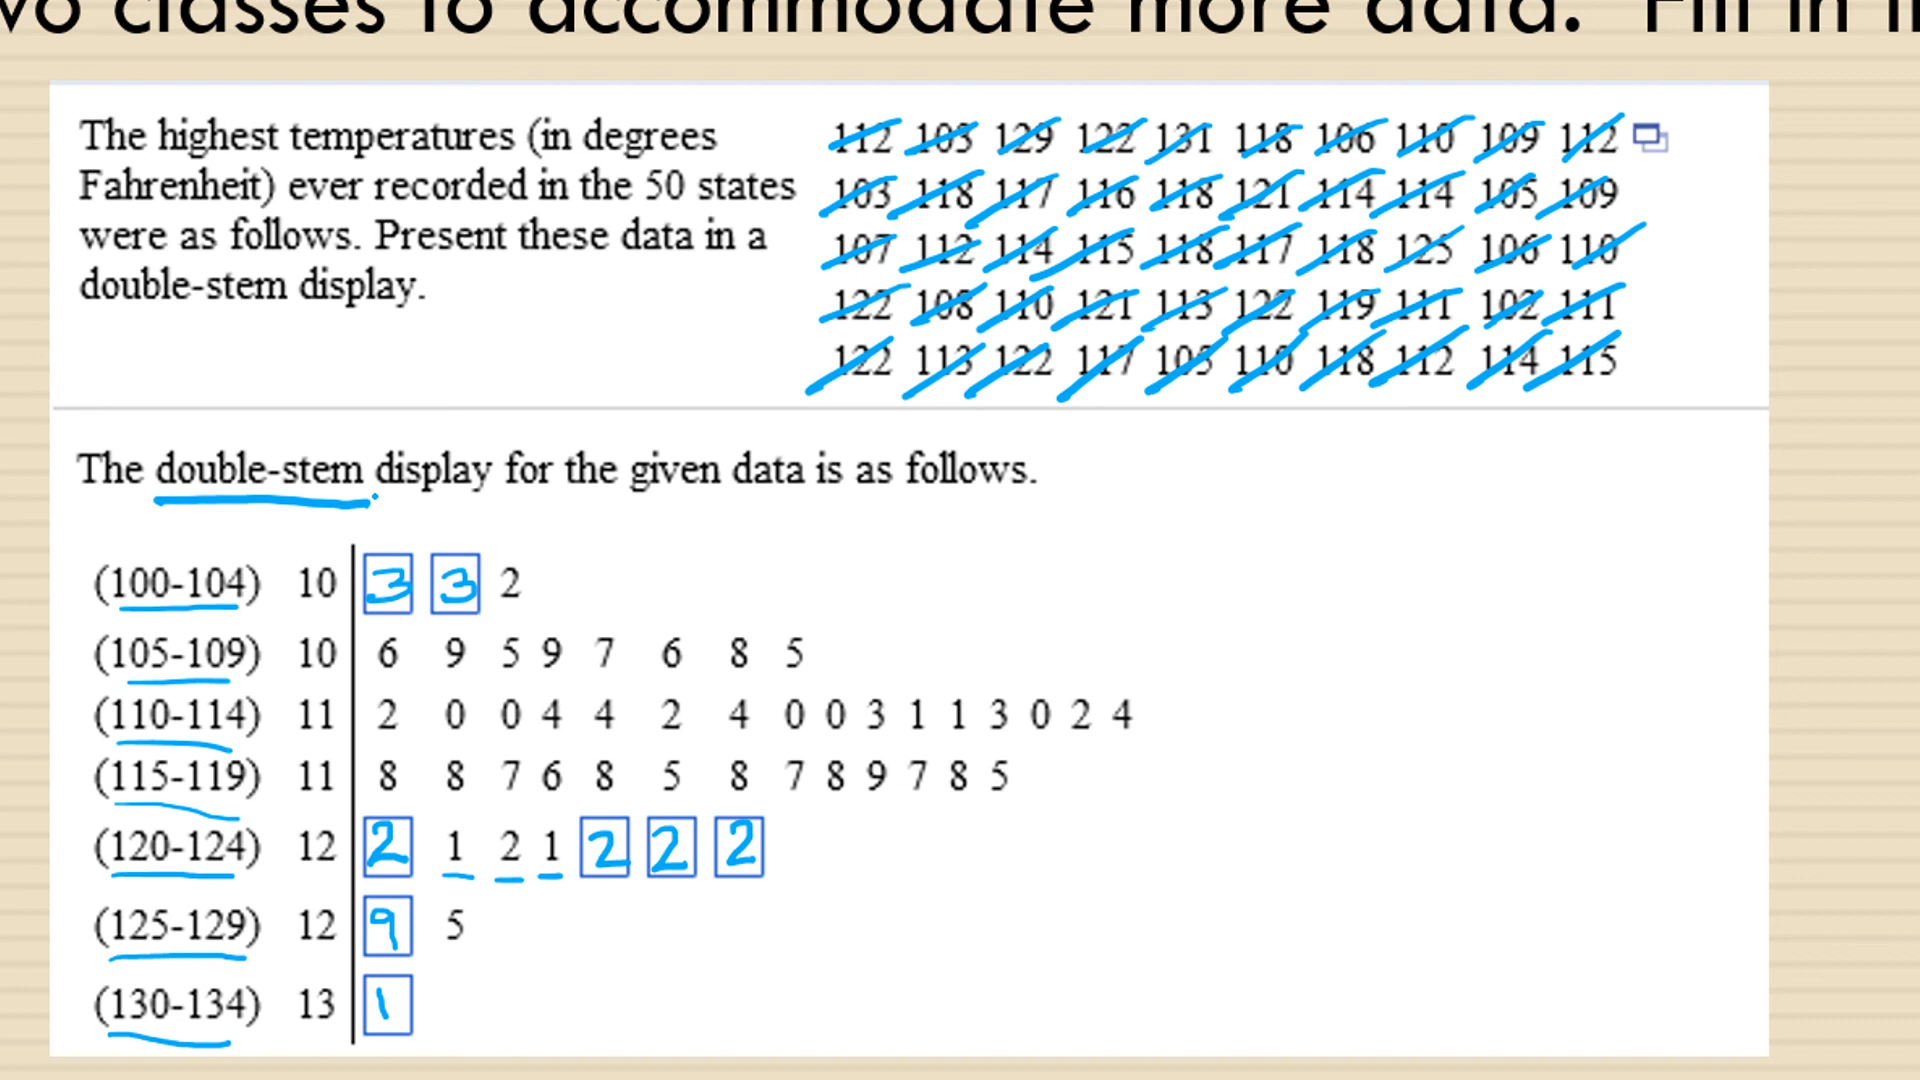 vo classes to accommodate more data. Fill in
The highest temperatures (in degrees
Fahrenheit) ever recorded in the 50 states
were as follows. Present these data in a
double-stem display.
112 103 129 122 131 118 106 110 109 112
103 118 117 116 118 121 114 114 105 109
107 112 114 115 118 117 118 125 106 110
122 108 110 121 113 122 119 111 102 111
122 113 122 117 105 110 118 112 114 115
The double-stem display for the given data is as follows.
(100-104) 10 3 3 2
(105-109) 10 6 9 5 9 7 6 8 5
(110-114) 11 2 0 0 4 4 2 4 0 0 3 1 1 3 0 2 4
(115-119) 11 8 8 7 6 8 5 8 7 8 9 7 8 5
(120-124) 12 2 1 2 1 2 2 2
(125-129) 12 9 5
(130-134) 13 1